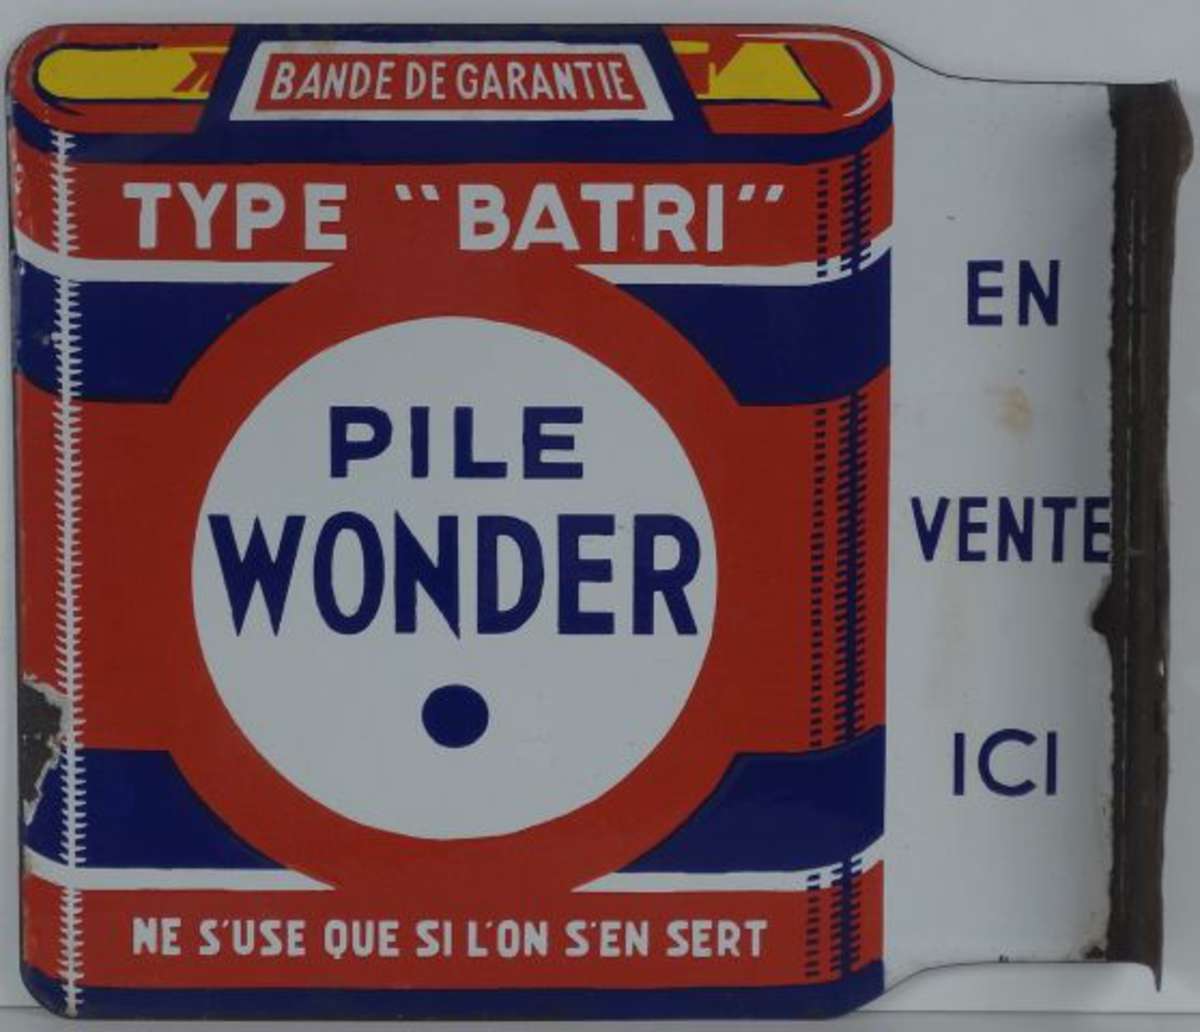 BANDE DE GARANTIE
TYPE "BATRI"
PILE
WONDER
NE S'USE QUE SI L'ON S'EN SERT
EN
VENTE
ICI